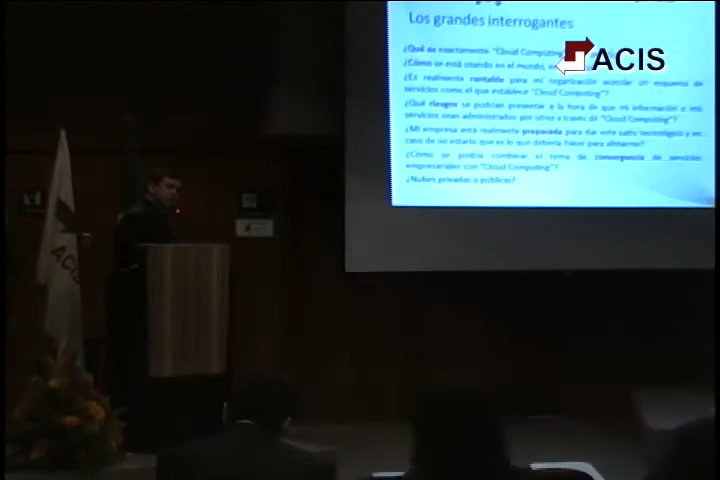 Los grandes interrogantes
¿Qué es exactamente "Cloud Computing
¿Cómo se está usando en el mundo,
ACIS
¿Es realmente rentable para mi organización acoular un esquema de
servicios como el que establece "Cloud Computing"?
¿Qué riesgos se podrían presentar a la hora de que mi información o mis
servicios sean administrados por otros a través de "Cloud Computing"?
¿Mi empresa está realmente preparada para dar este salto tecnológico y en
caso de no estarlo que es lo que debería hacer para alistarme?
¿Cómo se podría combinar el tema de convergencia de servicios
empresariales con "Cloud Computing"?
¿Nubes privadas o públicas?
ACIS